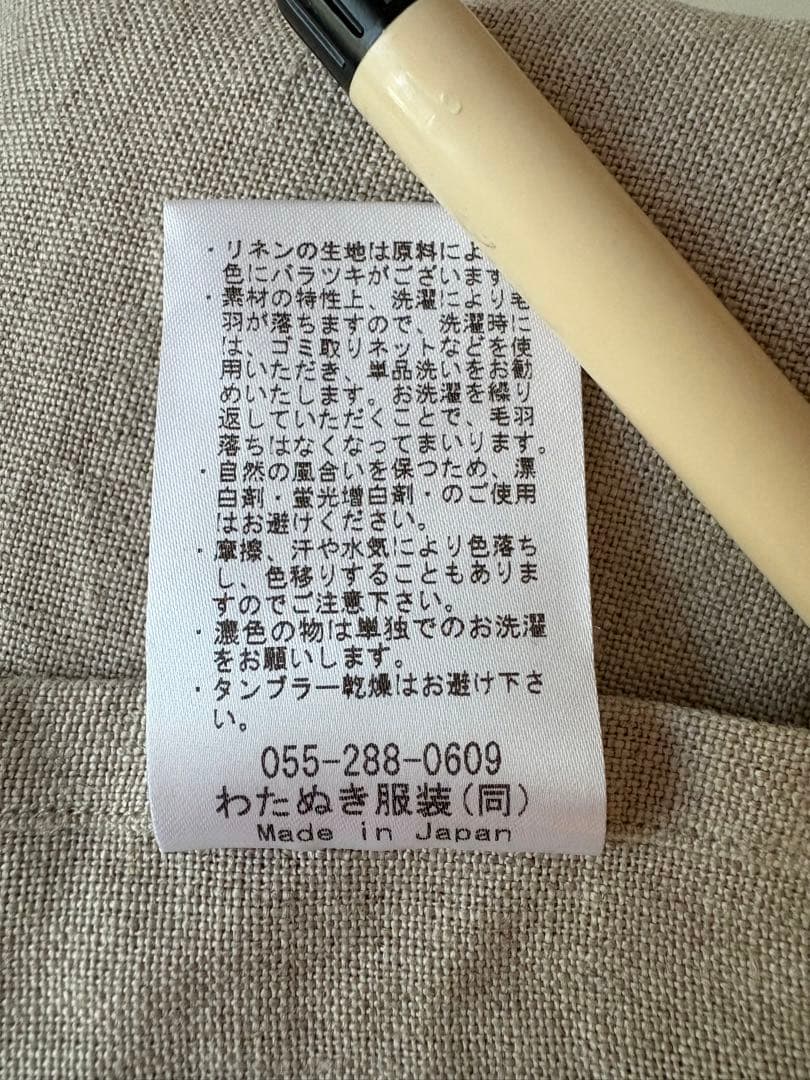 ・リネンの生地は原料によ
色にバラツキがございます
・素材の特性上、洗濯により毛
羽が落ちますので、洗濯時に
は、ゴミ取りネットなどを使
用いただき、単品洗いをお勧
めいたします。お洗濯を繰り
返していただくことで、毛羽
落ちはなくなってまいります。
・自然の風合いを保つため、漂
白剤・蛍光増白剤・のご使用
はお避けください。
・摩擦、汗や水気により色落ち
し、色移りすることもありま
すのでご注意下さい。
・濃色の物は単独でのお洗濯
をお願いします。
・タンブラー乾燥はお避け下さ
い。
055-288-0609
わたぬき服装(同)
Made in Japan